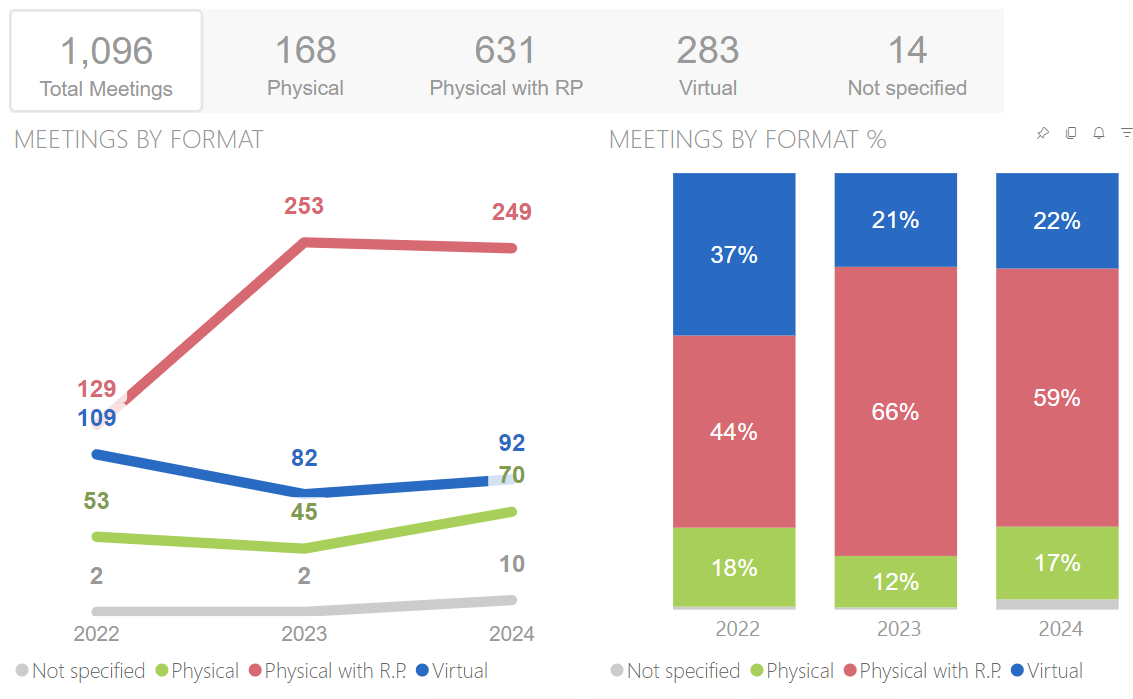 1,096 168 631 283 14
Total Meetings Physical Physical with RP Virtual Not specified
MEETINGS BY FORMAT
253
249
129
109
92
82
70
53
45
10
2 2
2022 2023 2024
Not specified Physical Physical with R.P. Virtual
MEETINGS BY FORMAT %
37% 21% 22%
44% 66% 59%
18% 12% 17%
2022 2023 2024
Not specified Physical Physical with R.P. Virtual